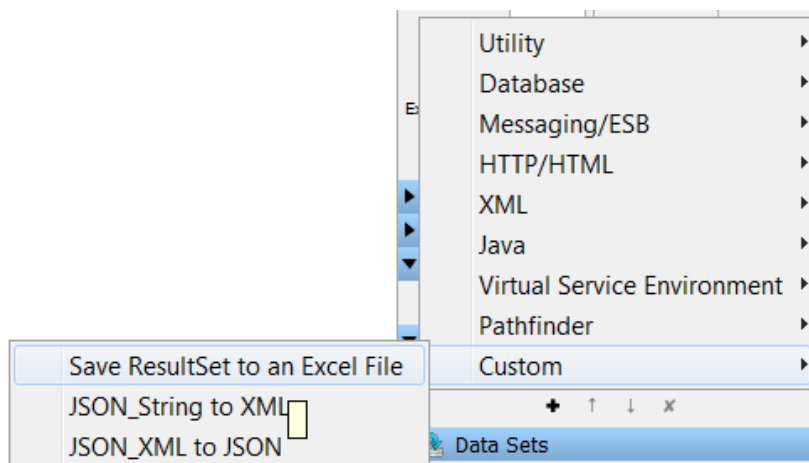 Utility
Database
Messaging/ESB
HTTP/HTML
XML
Java
Virtual Service Environment
Pathfinder
Custom
Save ResultSet to an Excel File
JSON_String to XML
JSON_XML to JSON
Data Sets